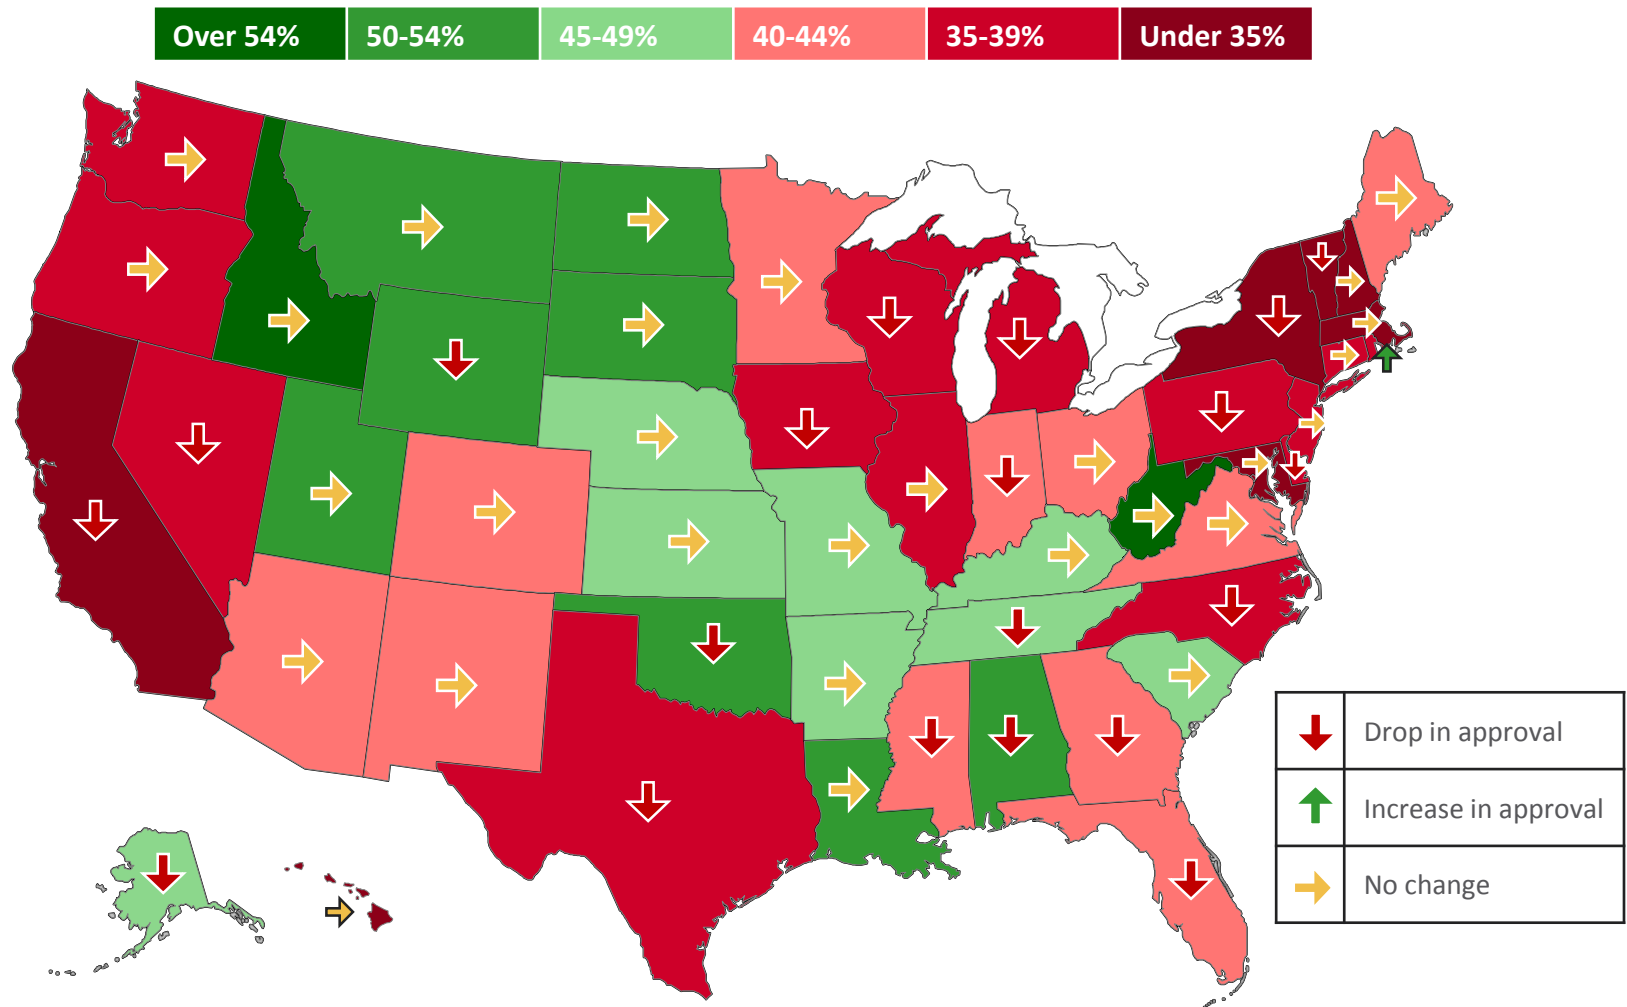 Over 54% 50-54% 45-49% 40-44% 35-39% Under 35%
Drop in approval
Increase in approval
No change